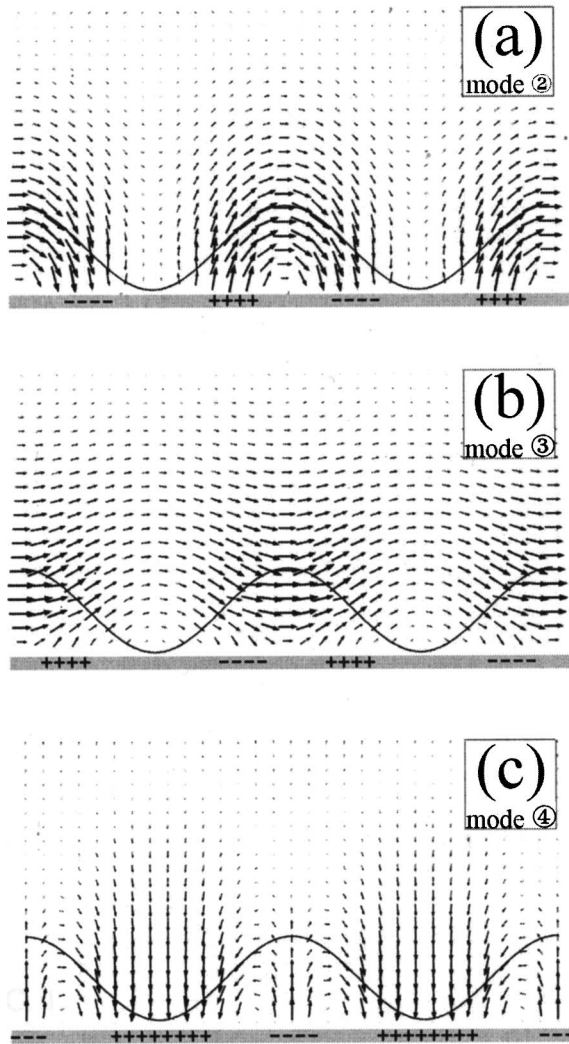 (a)
mode ②
---- ++++ ---- ++++
(b)
mode ③
++++ ---- ++++ ----
(c)
mode ④
--- +++++++++ ---- +++++++++ ---